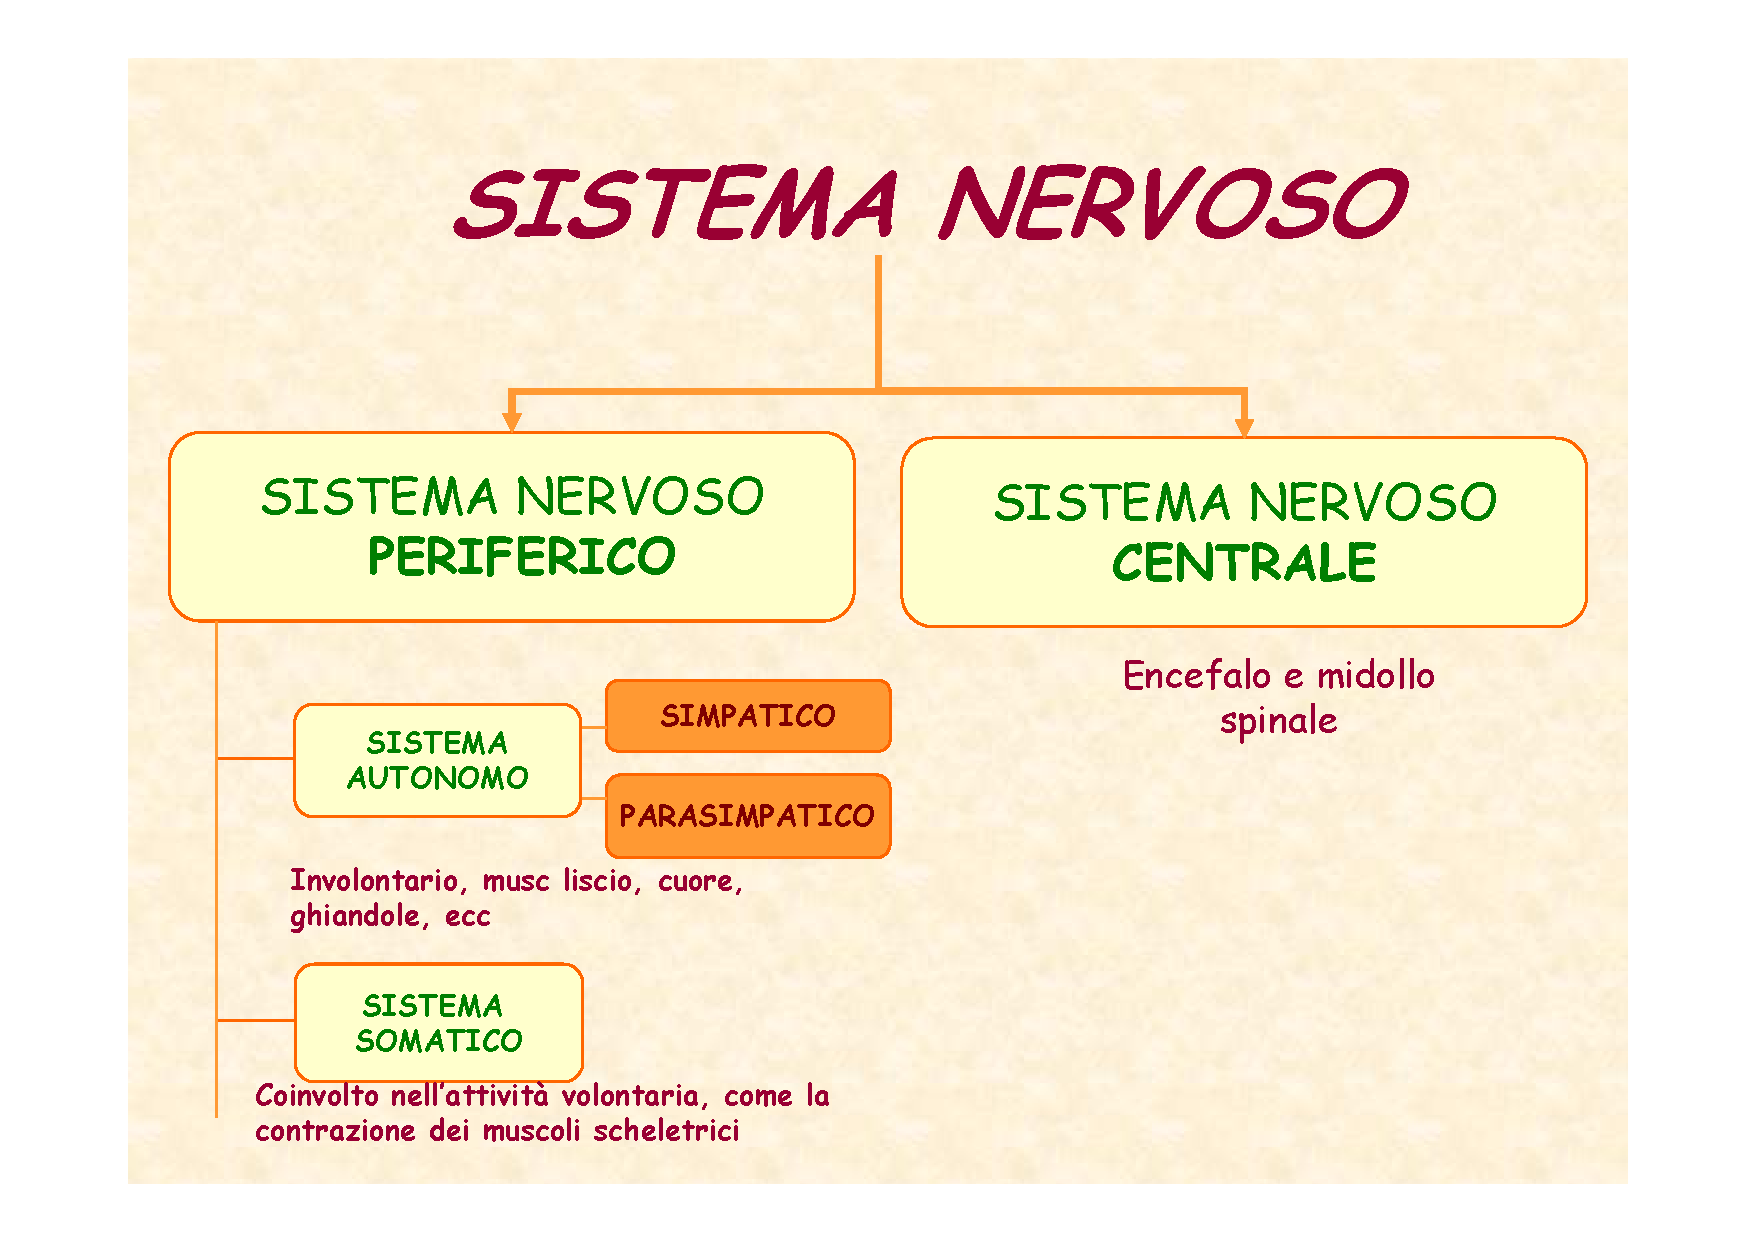 SISTEMA NERVOSO
SISTEMA NERVOSO
PERIFERICO
SISTEMA NERVOSO
CENTRALE
Encefalo e midollo
spinale
SISTEMA
AUTONOMO
SIMPATICO
PARASIMPATICO
Involontario, musc liscio, cuore,
ghiandole, ecc
SISTEMA
SOMATICO
Coinvolto nell'attività volontaria, come la
contrazione dei muscoli scheletrici